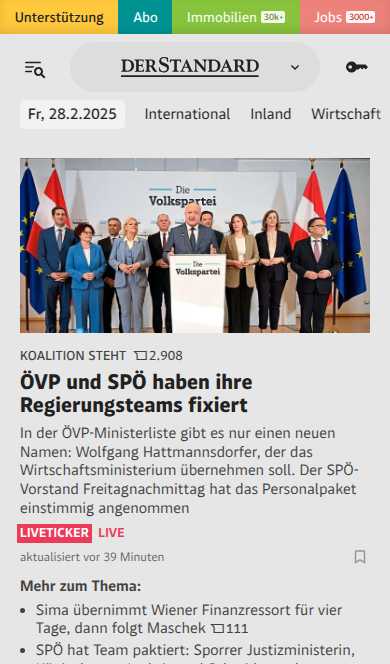 Unterstützung Abo Immobilien 30k+ Jobs 3000+
DERSTANDARD
Fr, 28.2.2025 International Inland Wirtschaft
Die
Volkspartei
Die
Volkspartei
KOALITION STEHT 2.908
ÖVP und SPÖ haben ihre
Regierungsteams fixiert
In der ÖVP-Ministerliste gibt es nur einen neuen
Namen: Wolfgang Hattmannsdorfer, der das
Wirtschaftsministerium übernehmen soll. Der SPÖ-
Vorstand Freitagnachmittag hat das Personalpaket
einstimmig angenommen
LIVETICKER LIVE
aktualisiert vor 39 Minuten
Mehr zum Thema:
• Sima übernimmt Wiener Finanzressort für vier
Tage, dann folgt Maschek 111
• SPÖ hat Team paktiert: Sporrer Justizministerin,